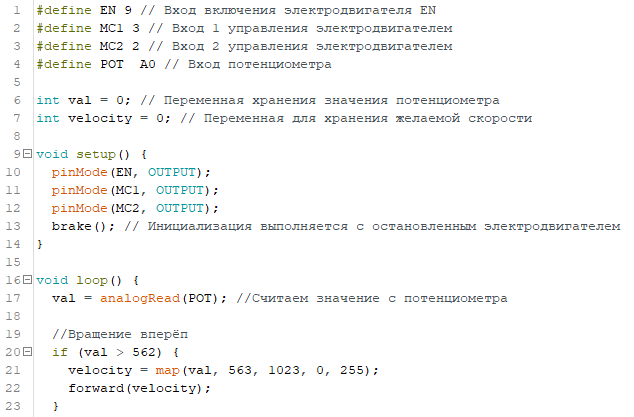 1 #define EN 9 // Вход включения электродвигателя EN
2 #define MC1 3 // Вход 1 управления электродвигателем
3 #define MC2 2 // Вход 2 управления электродвигателем
4 #define POT  A0 // Вход потенциометра
5
6 int val = 0; // Переменная хранения значения потенциометра
7 int velocity = 0; // Переменная для хранения желаемой скорости
8
9 void setup() {
10   pinMode(EN, OUTPUT);
11   pinMode(MC1, OUTPUT);
12   pinMode(MC2, OUTPUT);
13   brake(); // Инициализация выполняется с остановленным электродвигателем
14 }
15
16 void loop() {
17   val = analogRead(POT); //Считаем значение с потенциометра
18
19   //Вращение вперёп
20   if (val > 562) {
21     velocity = map(val, 563, 1023, 0, 255);
22     forward(velocity);
23   }